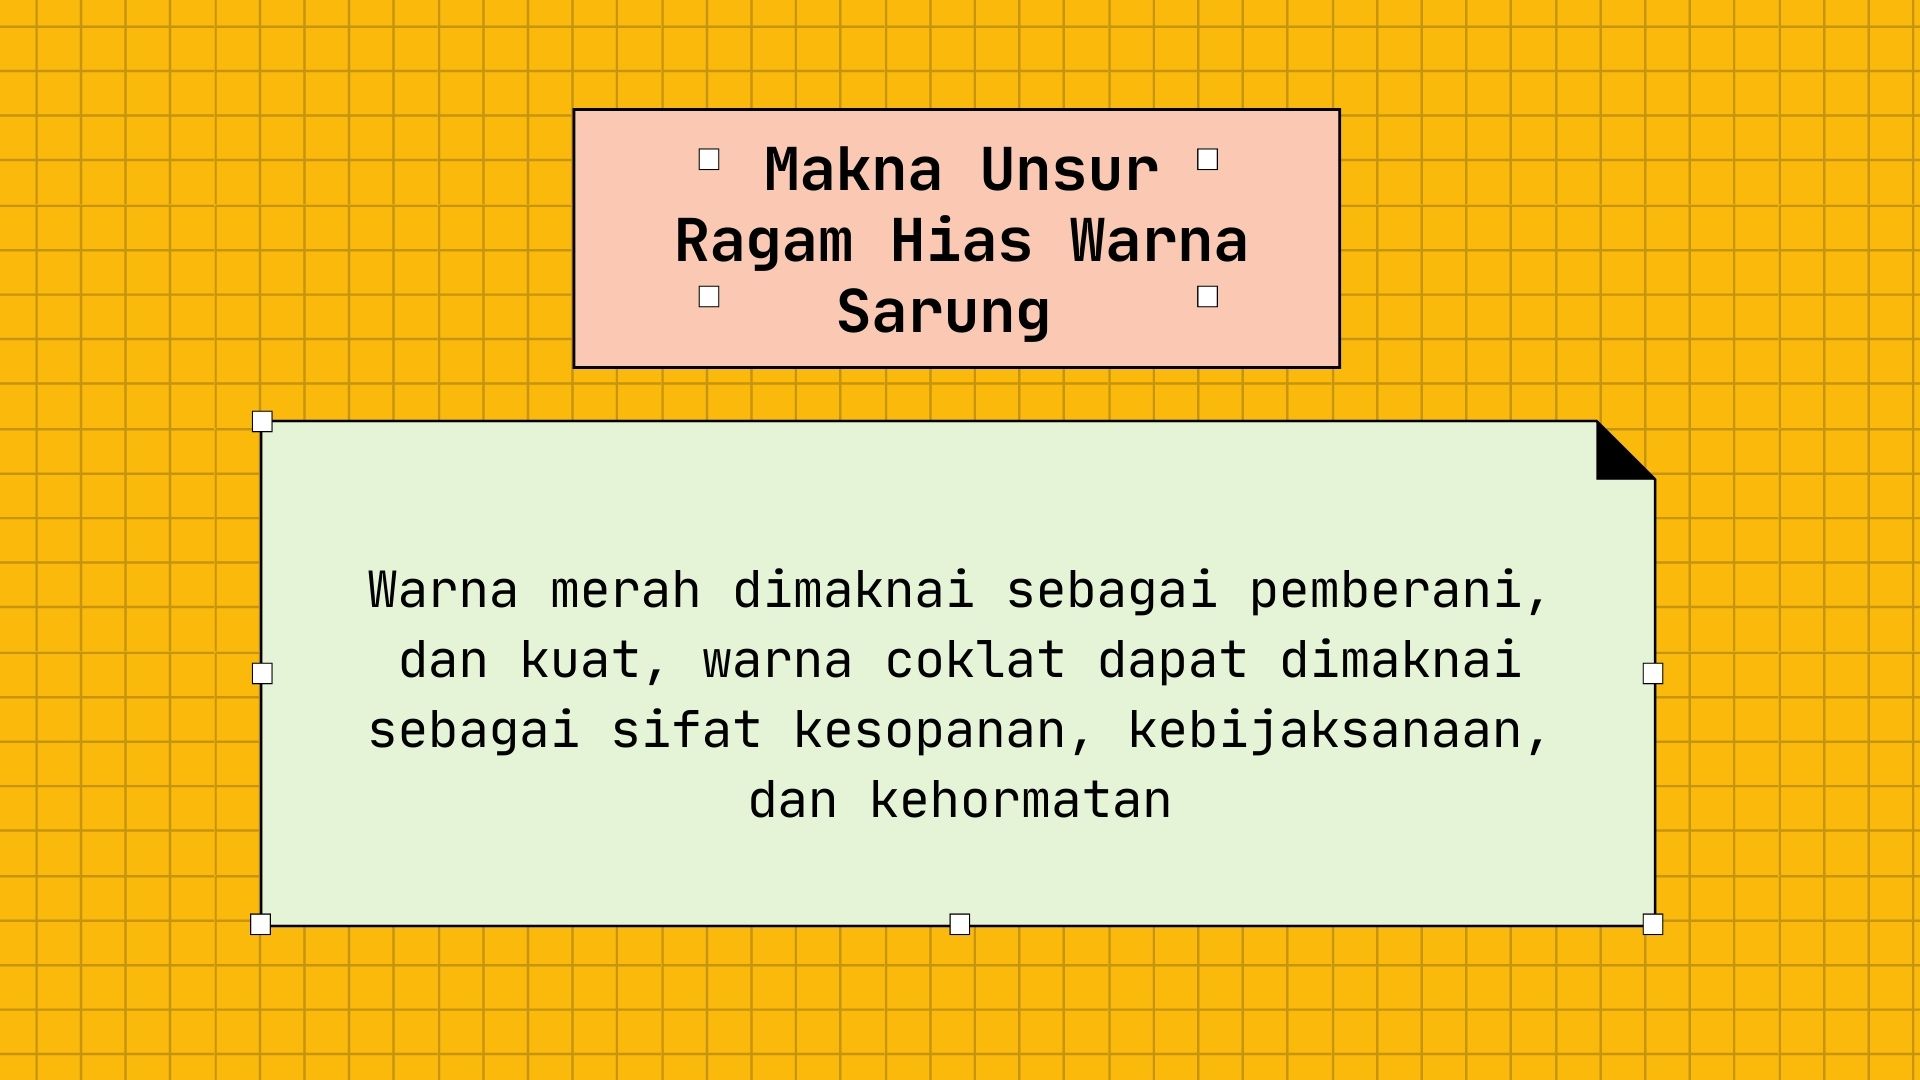 Makna Unsur
Ragam Hias Warna
Sarung
Warna merah dimaknai sebagai pemberani,
dan kuat, warna coklat dapat dimaknai
sebagai sifat kesopanan, kebijaksanaan,
dan kehormatan